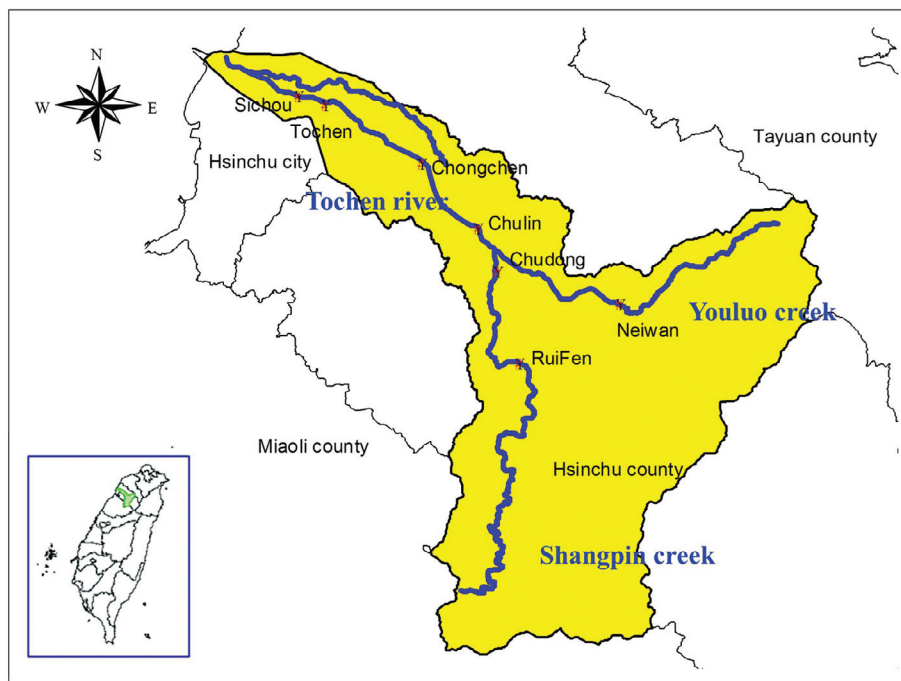 N
W E
S
Sichou
Tochen
Hsinchu city
Chongchen
Tayuan county
Tochen river
Chulin
Chudong
Youluo creek
Neiwan
RuiFen
Miaoli county
Hsinchu county
Shangpin creek